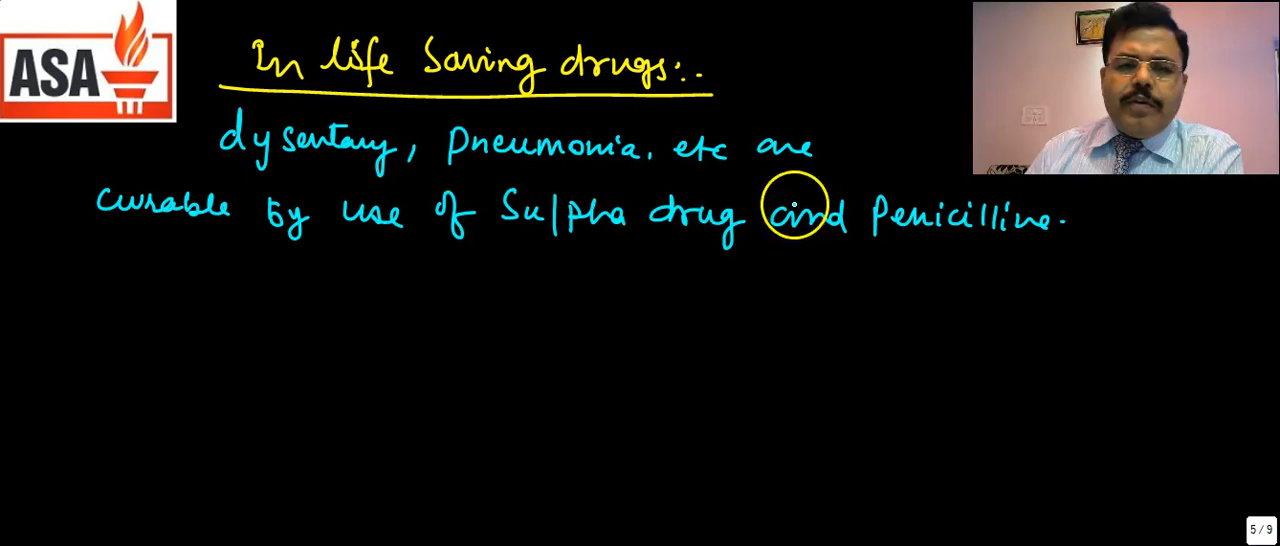 ASA
In life Saving drugs:.
dysentary, pneumonia, etc are
curable by use of Sulpha drug and Penicilline.
5/9